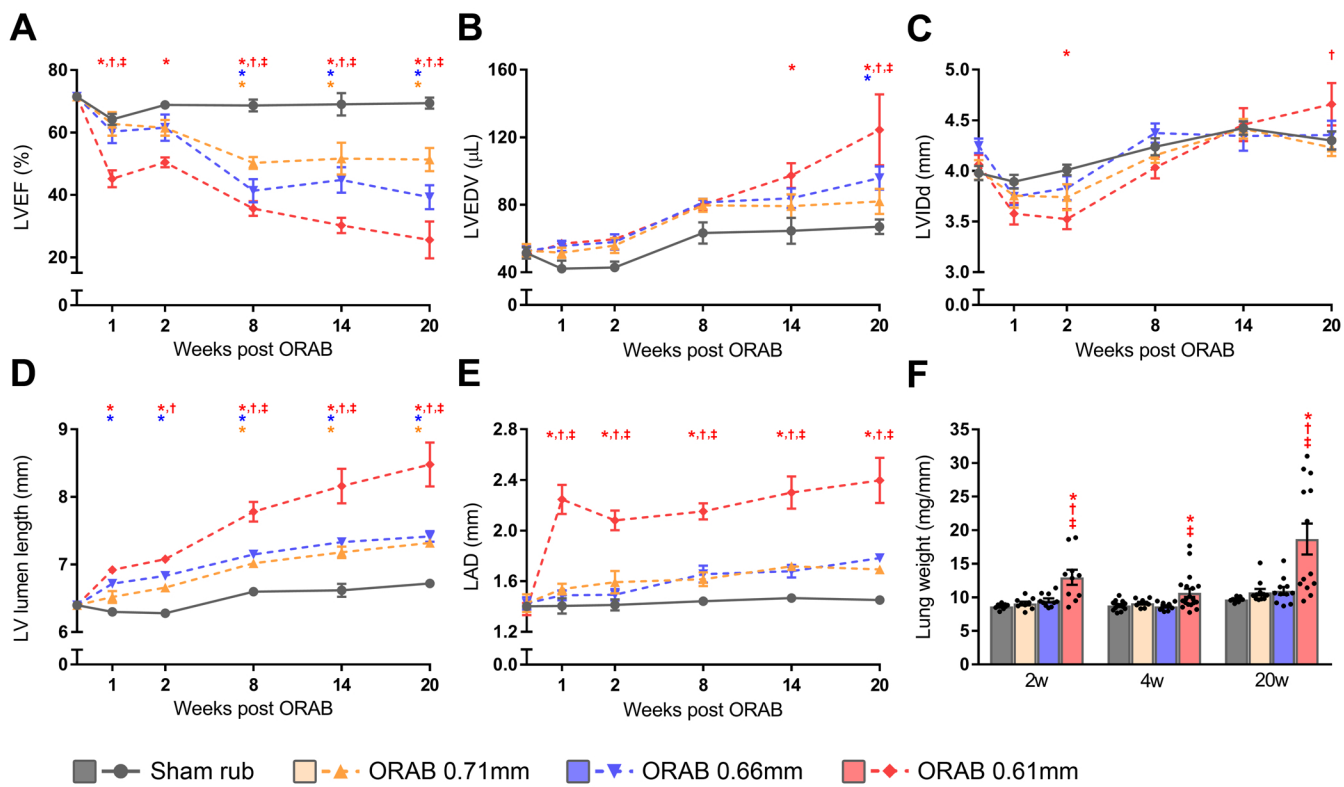 A
*,†,‡ * *,†,‡ *,†,‡ *,†,‡
* * *
* * *
80
60
40
20
0
LVEF (%)
1 2 8 14 20
Weeks post ORAB
B
* *,†,‡
*
160
120
80
40
0
LVEDV (µL)
1 2 8 14 20
Weeks post ORAB
C
* †
5.0
4.5
4.0
3.5
3.0
0.0
LVIDd (mm)
1 2 8 14 20
Weeks post ORAB
D
* *,† *,†,‡ *,†,‡ *,†,‡
* * * * *
* * *
9
8
7
6
0
LV lumen length (mm)
1 2 8 14 20
Weeks post ORAB
E
*,†,‡ *,†,‡ *,†,‡ *,†,‡ *,†,‡
2.8
2.4
2.0
1.6
1.2
0.0
LAD (mm)
1 2 8 14 20
Weeks post ORAB
F
*
†
‡
*
‡
*
†
‡
35
30
25
20
15
10
5
0
Lung weight (mg/mm)
2w 4w 20w
Sham rub ORAB 0.71mm ORAB 0.66mm ORAB 0.61mm